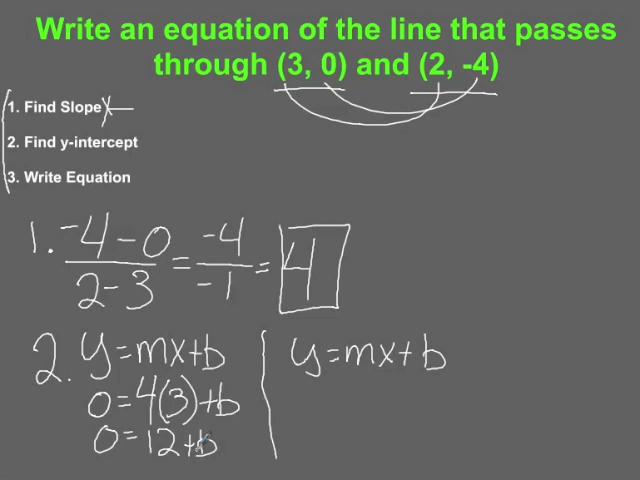 Write an equation of the line that passes
through (3, 0) and (2, -4)
1. Find Slope
2. Find y-intercept
3. Write Equation
1. -4-0/2-3 = -4/-1 = 4
2. y=mx+b
0=4(3)+b
0=12+b
y=mx+b